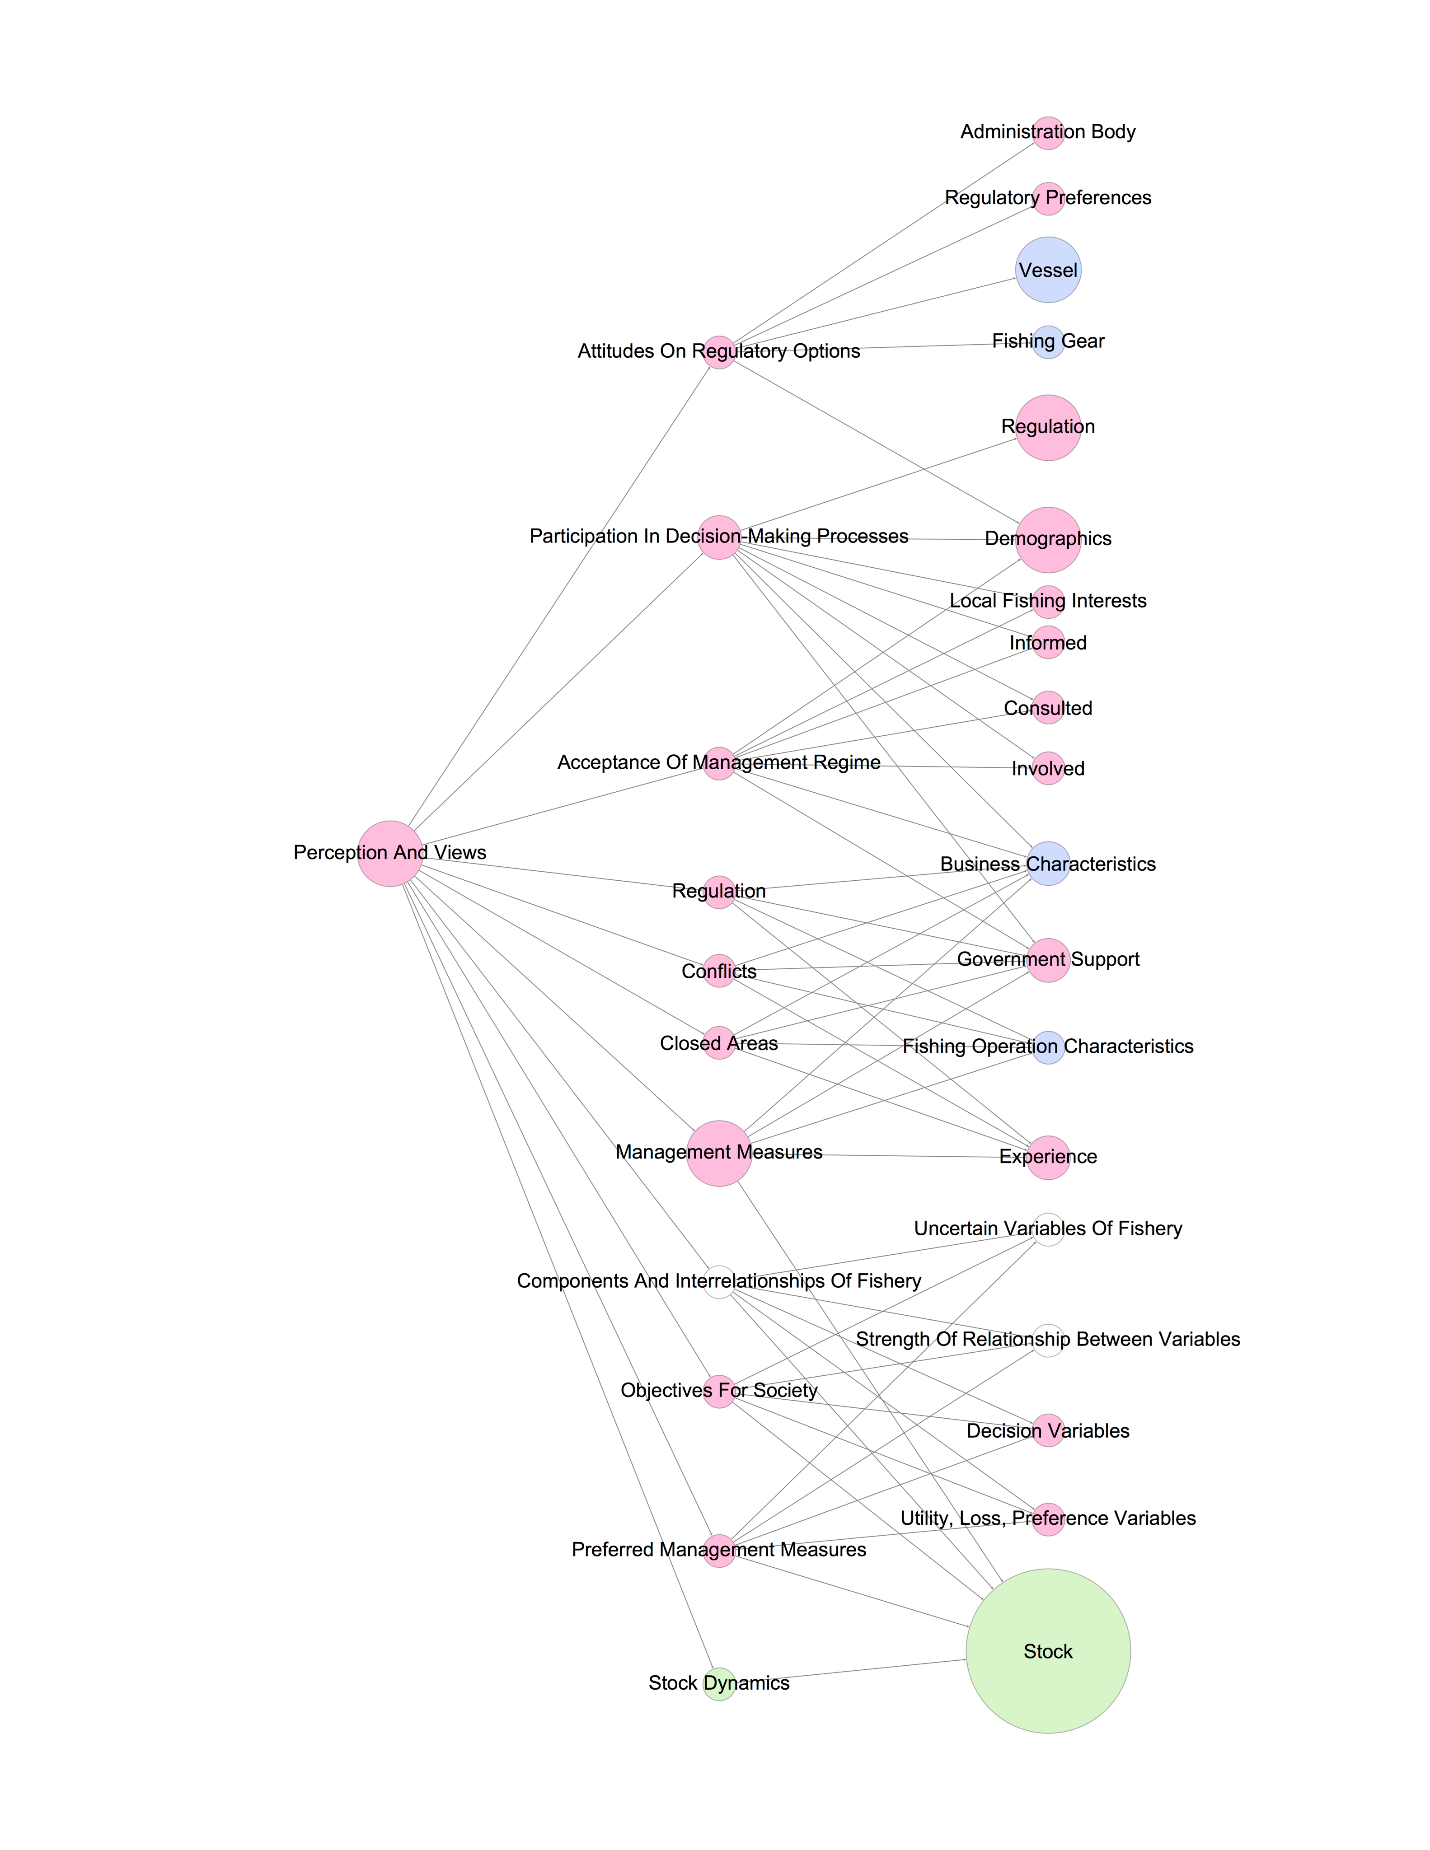 Administration Body
Regulatory Preferences
Vessel
Fishing Gear
Attitudes On Regulatory Options
Regulation
Participation In Decision-Making Processes
Demographics
Local Fishing Interests
Informed
Consulted
Acceptance Of Management Regime
Involved
Perception And Views
Business Characteristics
Regulation
Government Support
Conflicts
Closed Areas
Fishing Operation Characteristics
Management Measures
Experience
Uncertain Variables Of Fishery
Components And Interrelationships Of Fishery
Strength Of Relationship Between Variables
Objectives For Society
Decision Variables
Utility, Loss, Preference Variables
Preferred Management Measures
Stock
Stock Dynamics